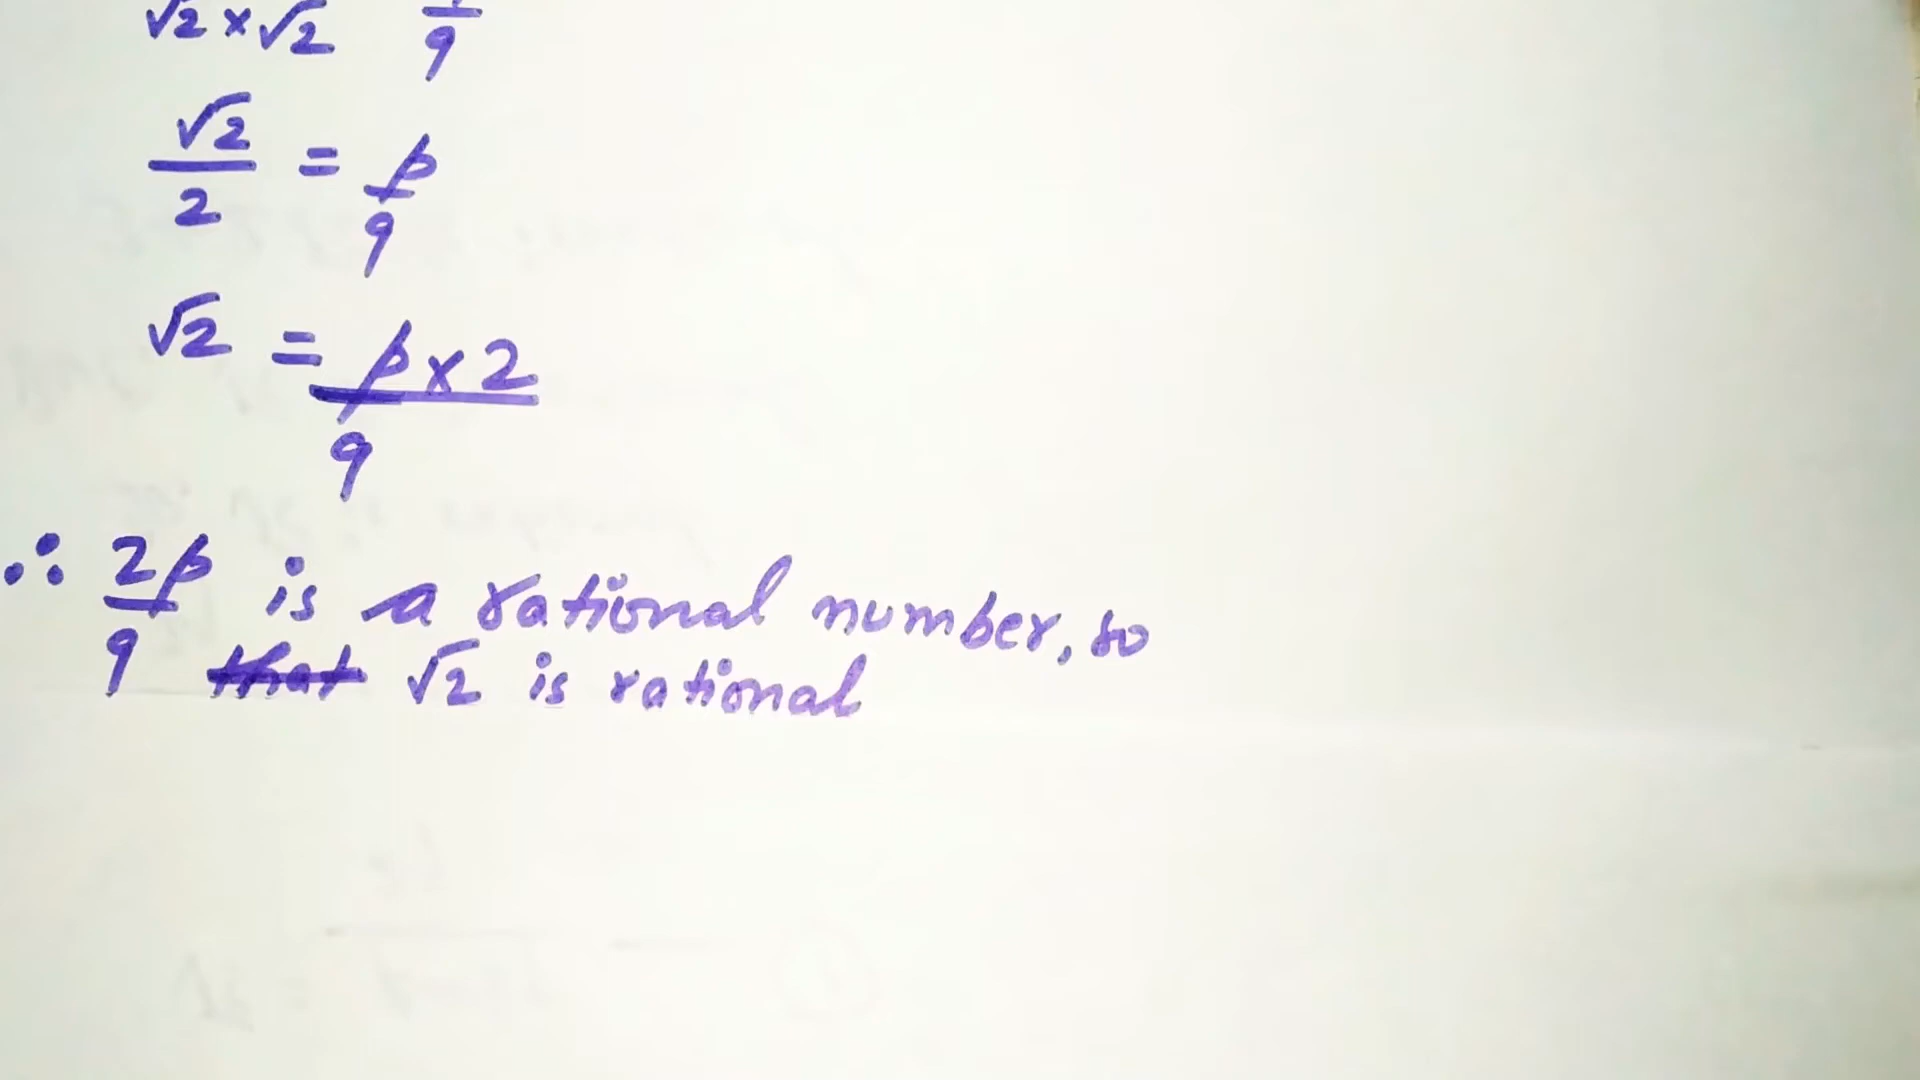 √2 × √2 9
√2/2 = p/q
√2 = p × 2/q
∴ 2p/q is a rational number, so
that √2 is rational